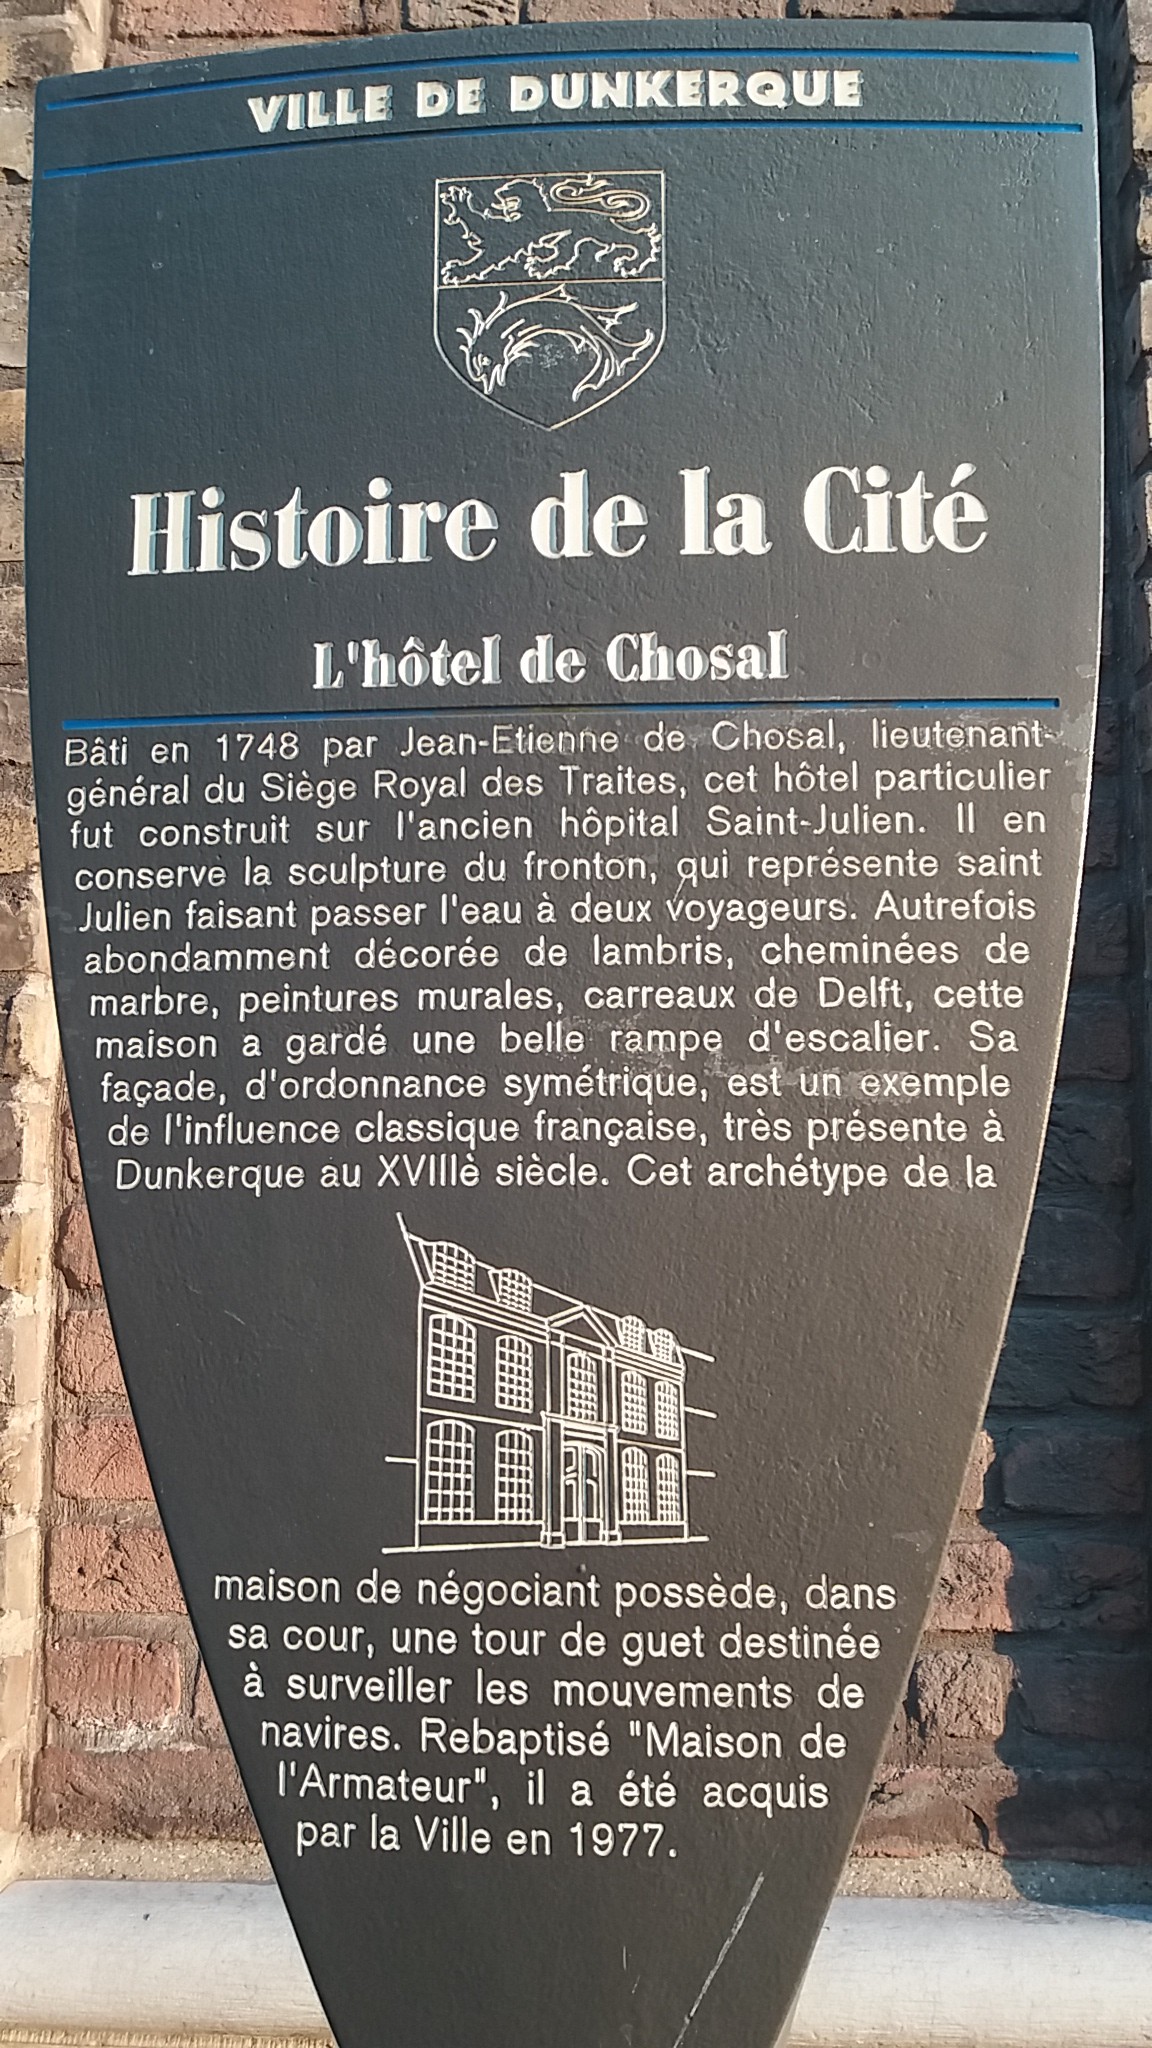 VILLE DE DUNKERQUE
Histoire de la Cité
L'hôtel de Chosal
Bâti en 1748 par Jean-Etienne de Chosal, lieutenant-
général du Siège Royal des Traites, cet hôtel particulier
fut construit sur l'ancien hôpital Saint-Julien. Il en
conserve la sculpture du fronton, qui représente saint
Julien faisant passer l'eau à deux voyageurs. Autrefois
abondamment décorée de lambris, cheminées de
marbre, peintures murales, carreaux de Delft, cette
maison a gardé une belle rampe d'escalier. Sa
façade, d'ordonnance symétrique, est un exemple
de l'influence classique française, très présente à
Dunkerque au XVIIIè siècle. Cet archétype de la
maison de négociant possède, dans
sa cour, une tour de guet destinée
à surveiller les mouvements de
navires. Rebaptisé "Maison de
l'Armateur", il a été acquis
par la Ville en 1977.